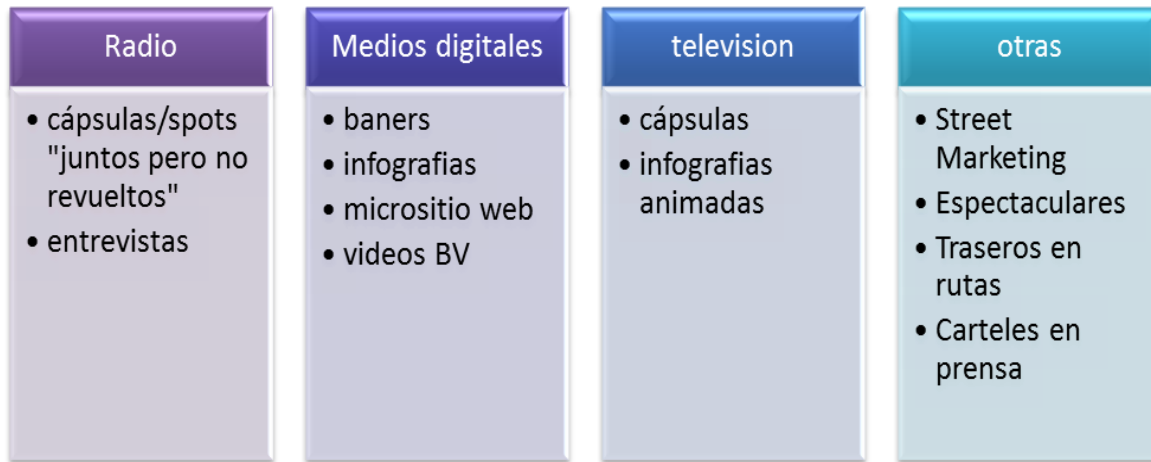 Radio
• cápsulas/spots
"juntos pero no
revueltos"
• entrevistas
Medios digitales
• baners
• infografias
• micrositio web
• videos BV
television
• cápsulas
• infografias
animadas
otras
• Street
Marketing
• Espectaculares
• Traseros en
rutas
• Carteles en
prensa